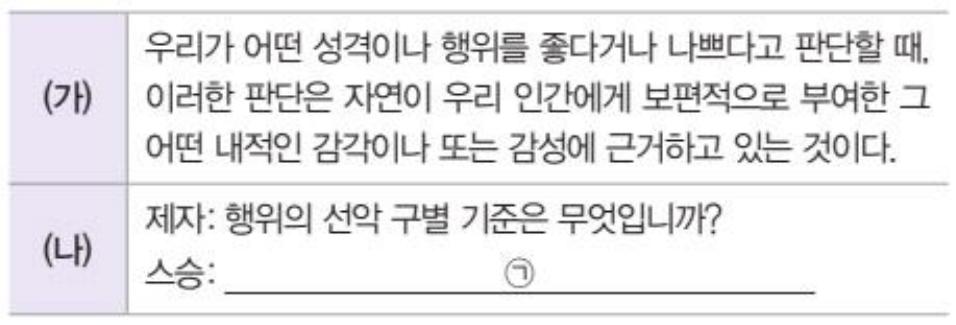 (가)
우리가 어떤 성격이나 행위를 좋다거나 나쁘다고 판단할 때,
이러한 판단은 자연이 우리 인간에게 보편적으로 부여한 그
어떤 내적인 감각이나 또는 감성에 근거하고 있는 것이다.
(나)
제자: 행위의 선악 구별 기준은 무엇입니까?
스승: ㉠